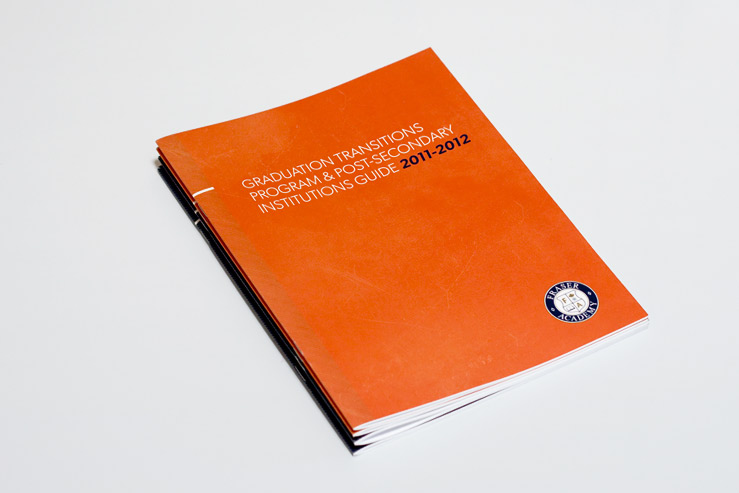 GRADUATION TRANSITIONS
PROGRAM & POST-SECONDARY
INSTITUTIONS GUIDE 2011-2012
FRASER
F A
ACADEMY